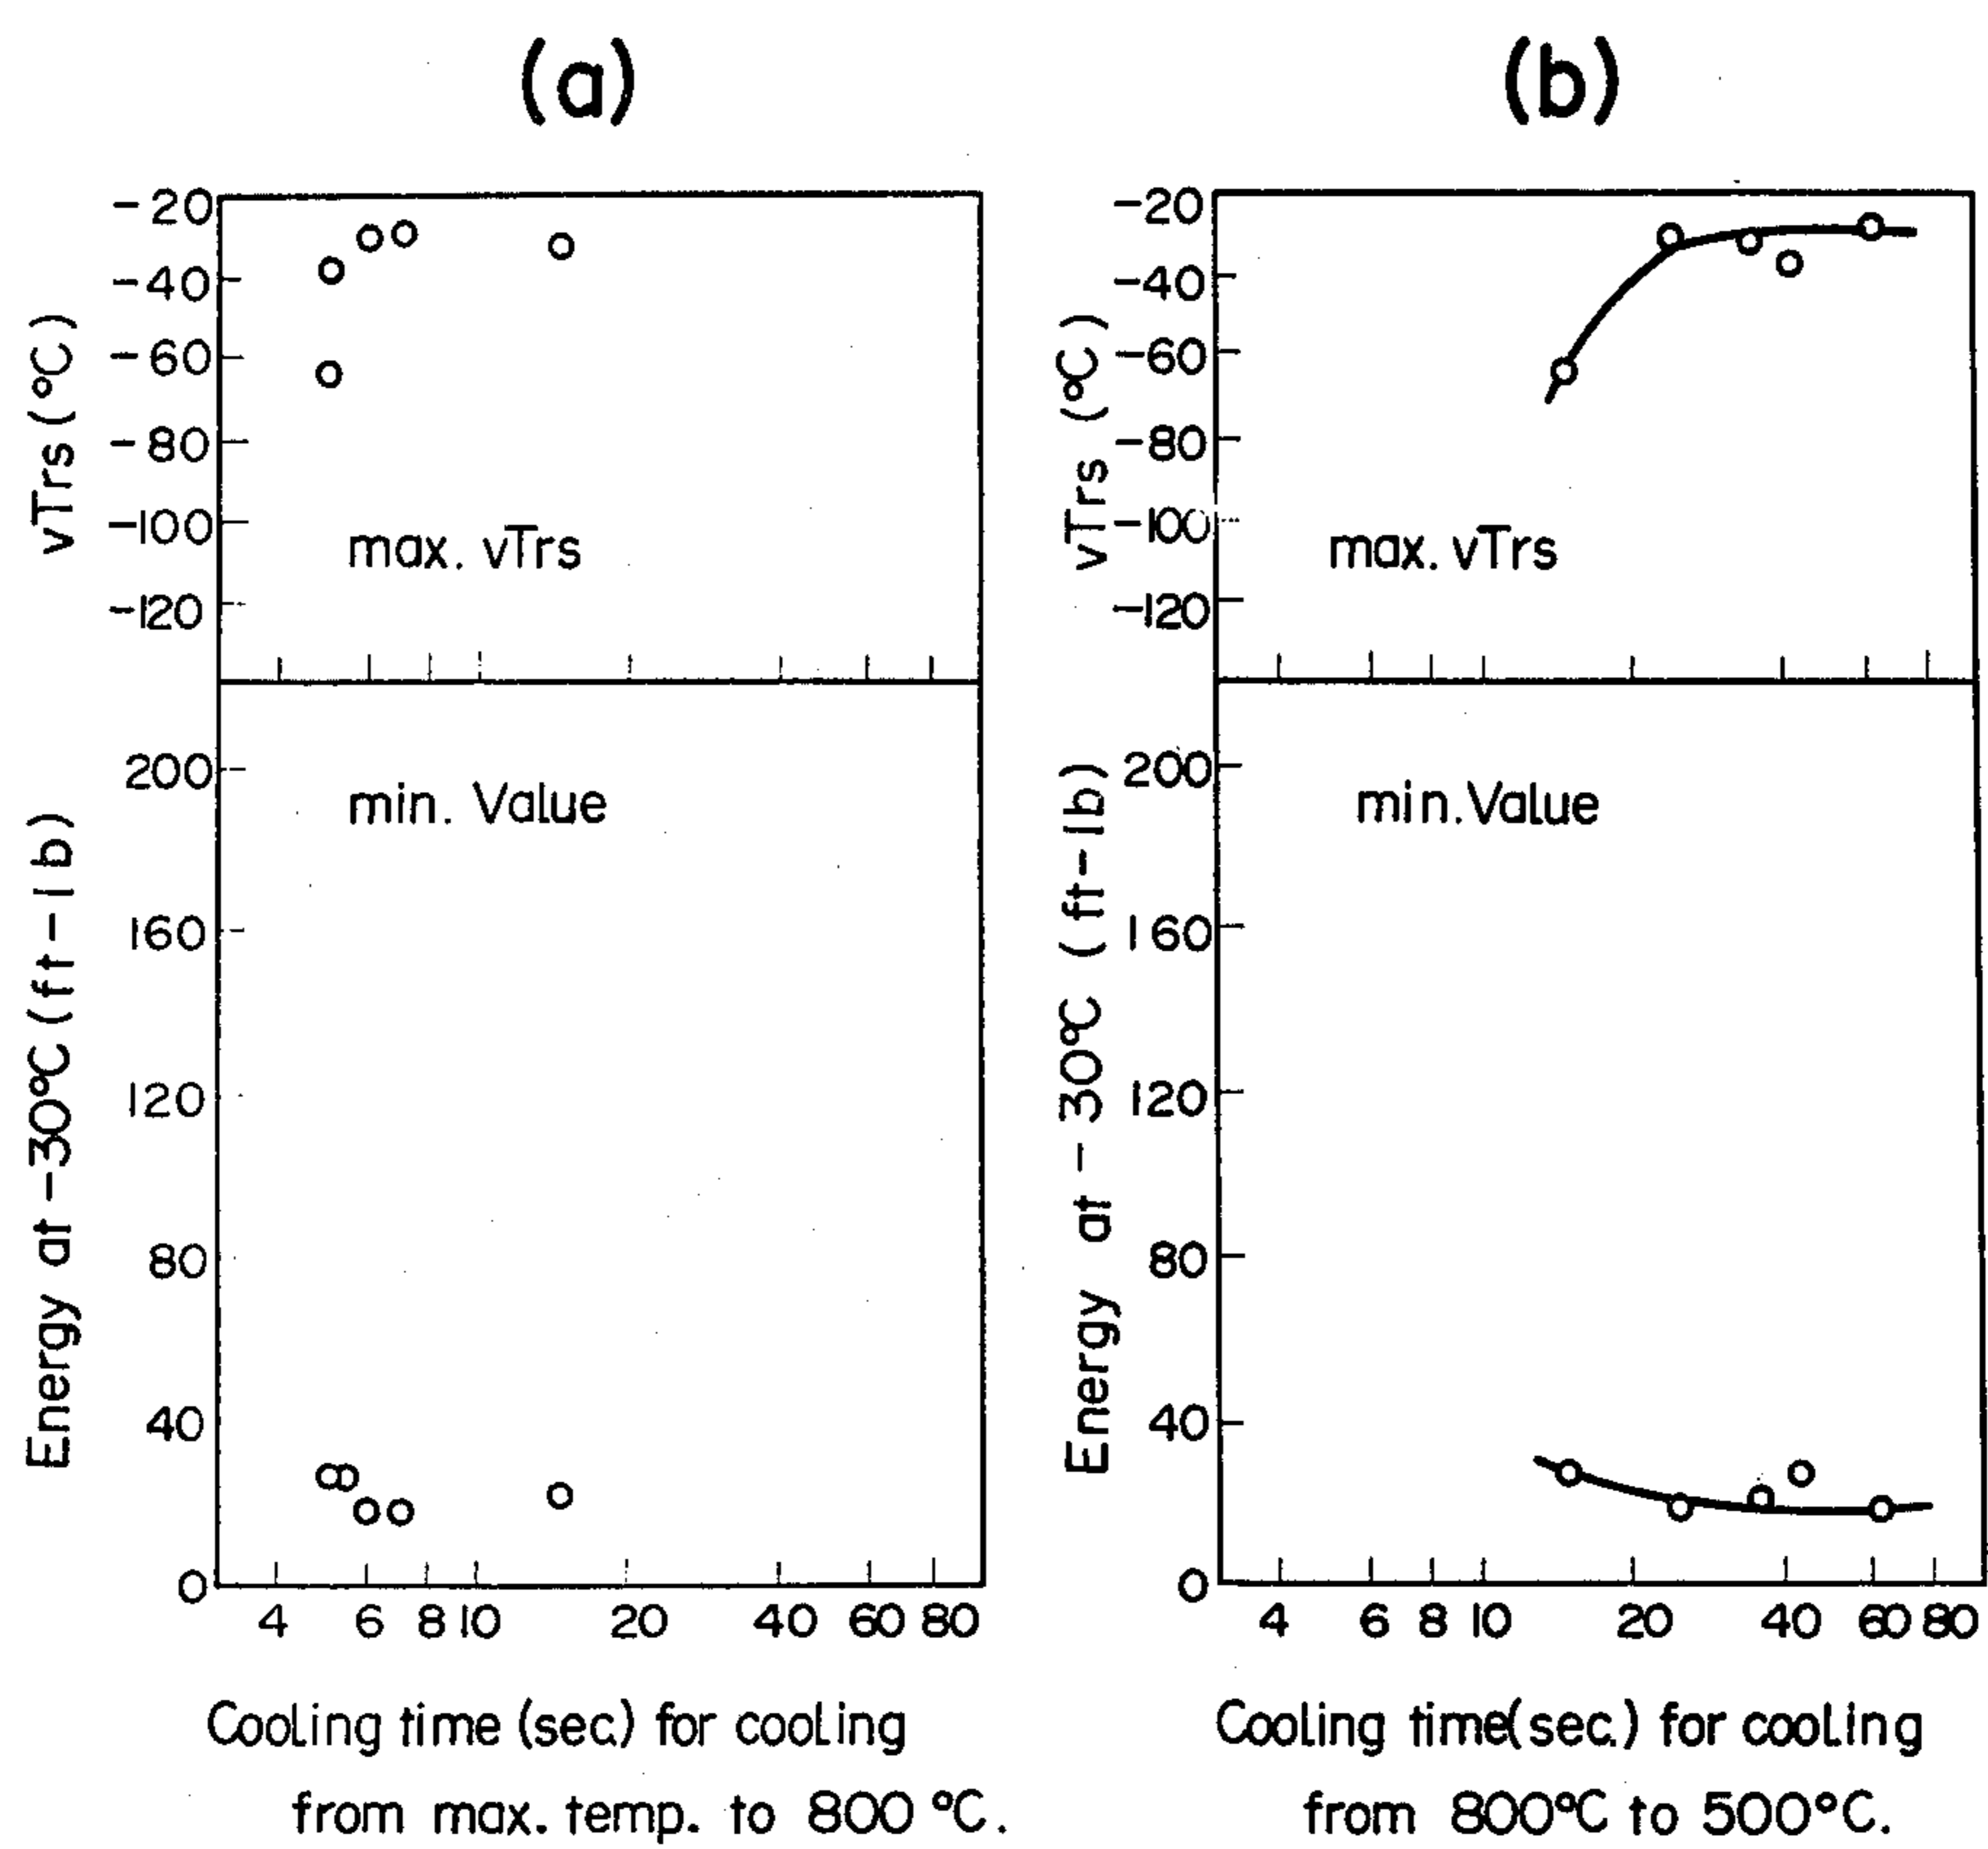 (a)
-20
-40
-60
-80
-100
-120
vTrs (°C)
max. vTrs
200
160
120
80
40
0
Energy at -30°C (ft-lb)
min. Value
4 6 8 10 20 40 60 80
Cooling time (sec.) for cooling
from max. temp. to 800 °C.
(b)
-20
-40
-60
-80
-100
-120
vTrs (°C)
max. vTrs
200
160
120
80
40
0
Energy at -30°C (ft-lb)
min. Value
4 6 8 10 20 40 60 80
Cooling time (sec.) for cooling
from 800°C to 500°C.